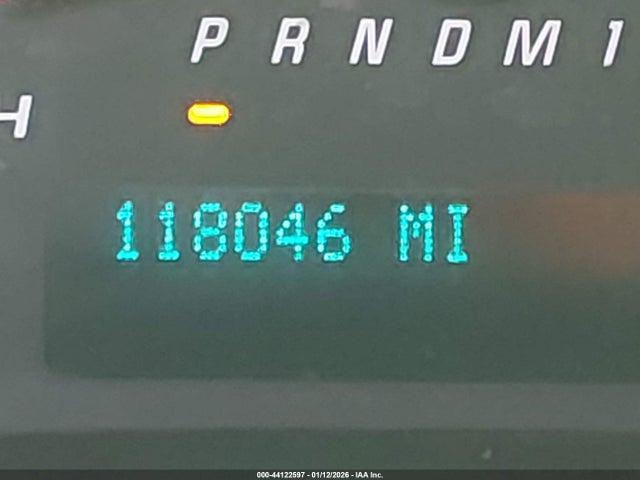 P R N D M 1
H
118046 MI
000-44122597 - 01/12/2026 - IAA Inc.